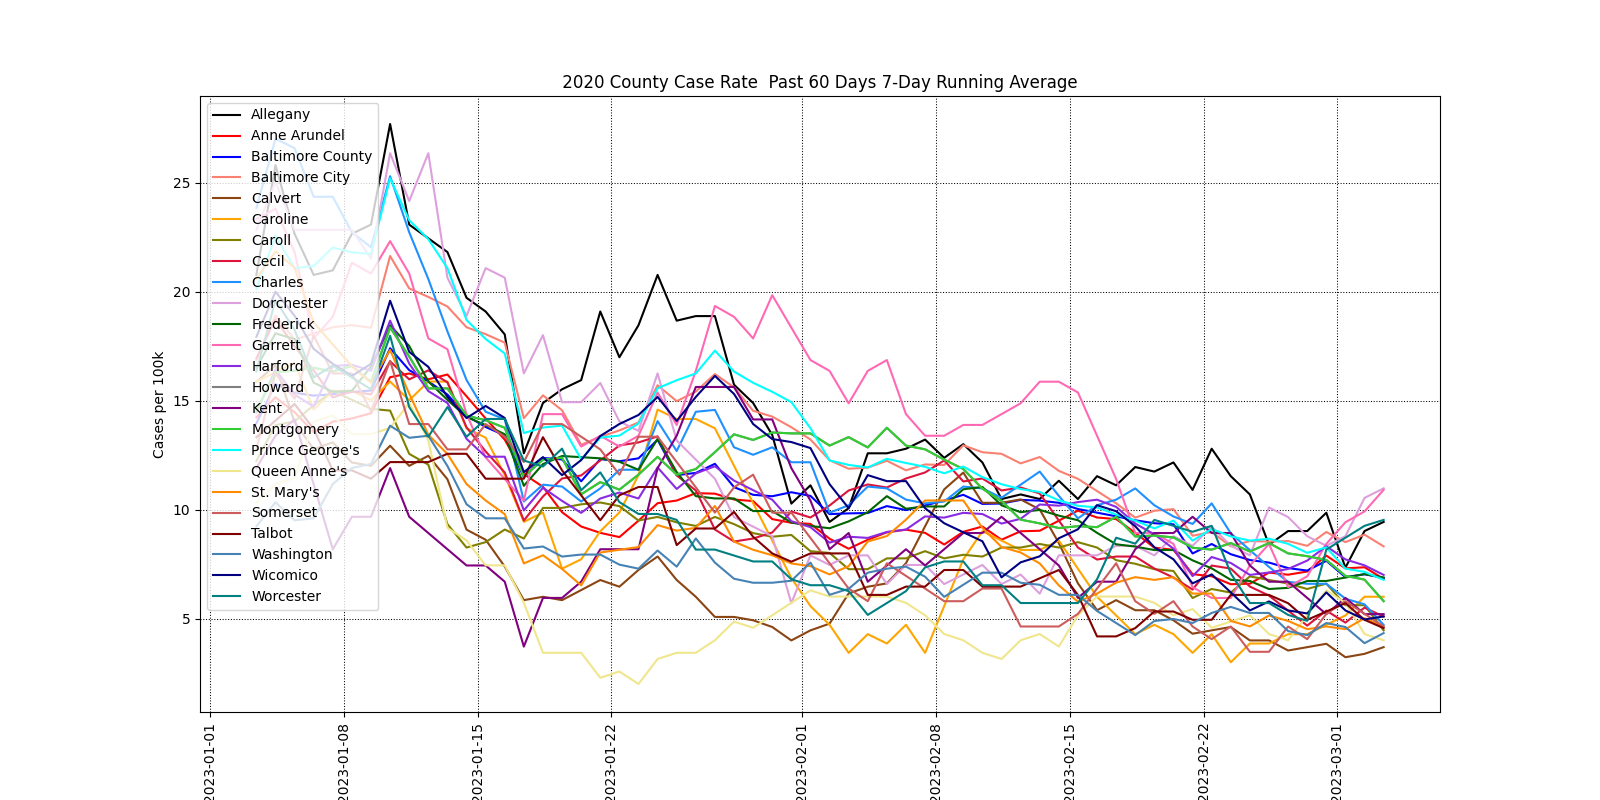 2020 County Case Rate  Past 60 Days 7-Day Running Average
Cases per 100k
25
20
15
10
5
Allegany
Anne Arundel
Baltimore County
Baltimore City
Calvert
Caroline
Caroll
Cecil
Charles
Dorchester
Frederick
Garrett
Harford
Howard
Kent
Montgomery
Prince George's
Queen Anne's
St. Mary's
Somerset
Talbot
Washington
Wicomico
Worcester
2023-01-01
2023-01-08
2023-01-15
2023-01-22
2023-02-01
2023-02-08
2023-02-15
2023-02-22
2023-03-01